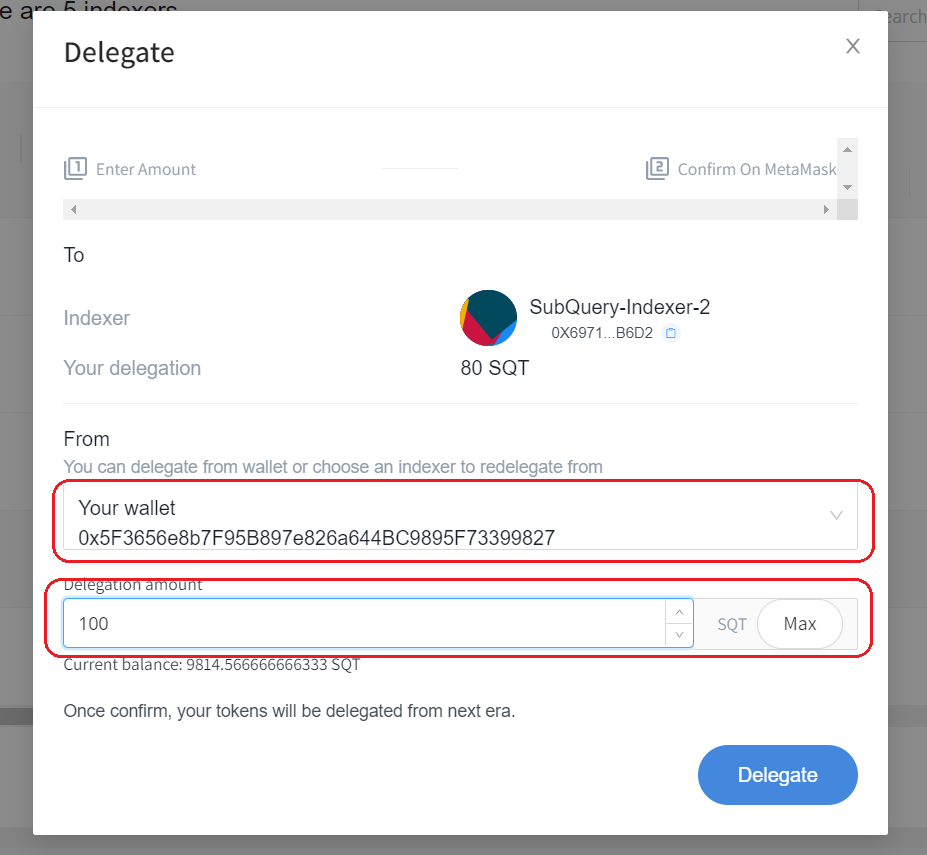 e are 5 indexers
earch
Delegate
1 Enter Amount
2 Confirm On MetaMask
To
Indexer
SubQuery-Indexer-2
0X6971...B6D2
Your delegation
80 SQT
From
You can delegate from wallet or choose an indexer to redelegate from
Your wallet
0x5F3656e8b7F95B897e826a644BC9895F73399827
Delegation amount
100
SQT
Max
Current balance: 9814.566666666333 SQT
Once confirm, your tokens will be delegated from next era.
Delegate